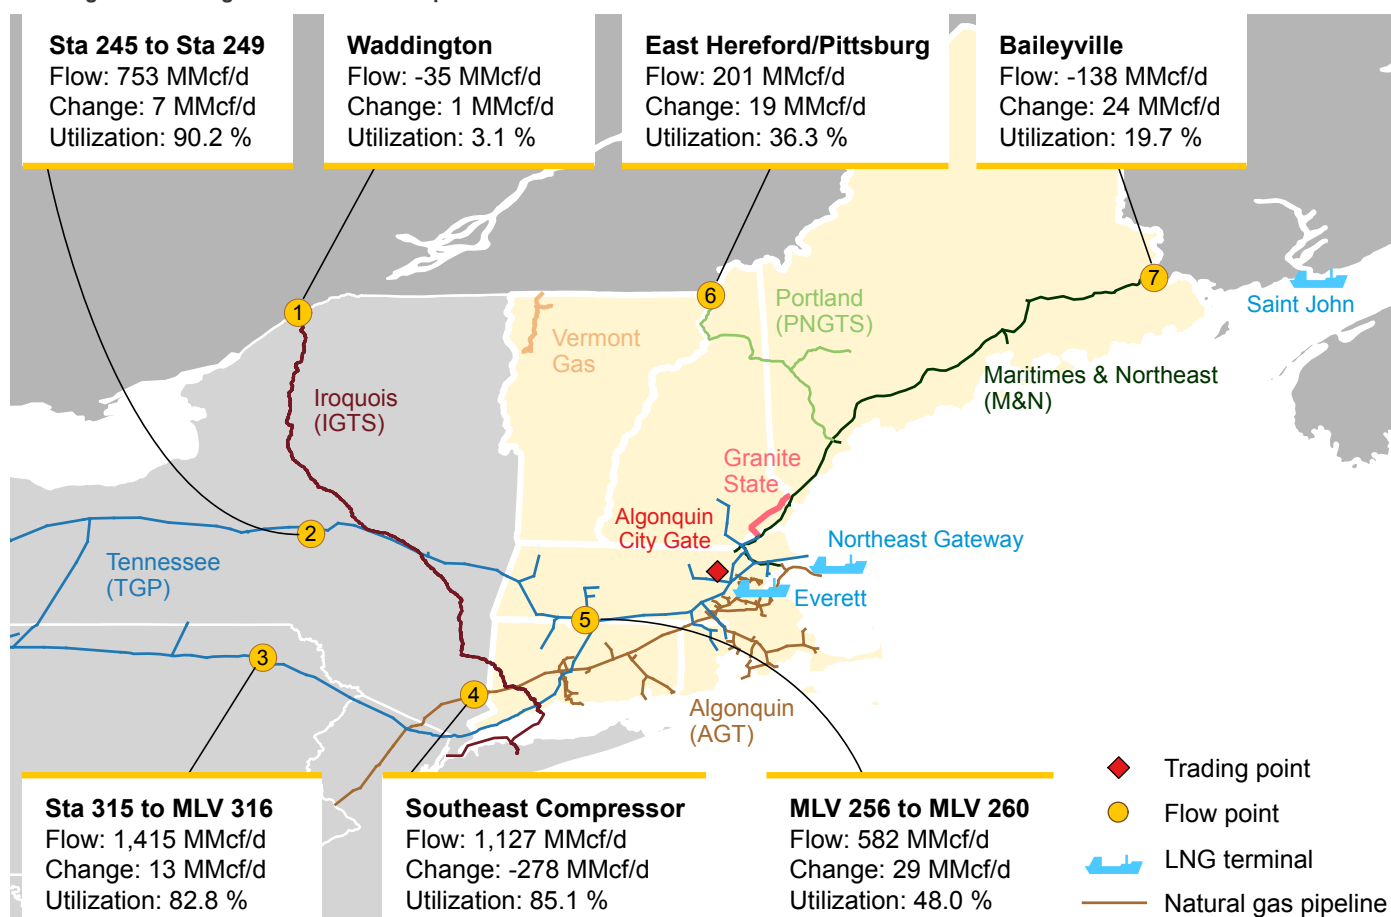 Sta 245 to Sta 249
Flow: 753 MMcf/d
Change: 7 MMcf/d
Utilization: 90.2 %
Waddington
Flow: -35 MMcf/d
Change: 1 MMcf/d
Utilization: 3.1 %
East Hereford/Pittsburg
Flow: 201 MMcf/d
Change: 19 MMcf/d
Utilization: 36.3 %
Baileyville
Flow: -138 MMcf/d
Change: 24 MMcf/d
Utilization: 19.7 %
1
6
7
Saint John
Portland
(PNGTS)
Vermont
Gas
Maritimes & Northeast
(M&N)
Iroquois
(IGTS)
Granite
State
Algonquin
City Gate
2
Northeast Gateway
Tennessee
(TGP)
Everett
5
3
4
Algonquin
(AGT)
Sta 315 to MLV 316
Flow: 1,415 MMcf/d
Change: 13 MMcf/d
Utilization: 82.8 %
Southeast Compressor
Flow: 1,127 MMcf/d
Change: -278 MMcf/d
Utilization: 85.1 %
MLV 256 to MLV 260
Flow: 582 MMcf/d
Change: 29 MMcf/d
Utilization: 48.0 %
Trading point
Flow point
LNG terminal
Natural gas pipeline